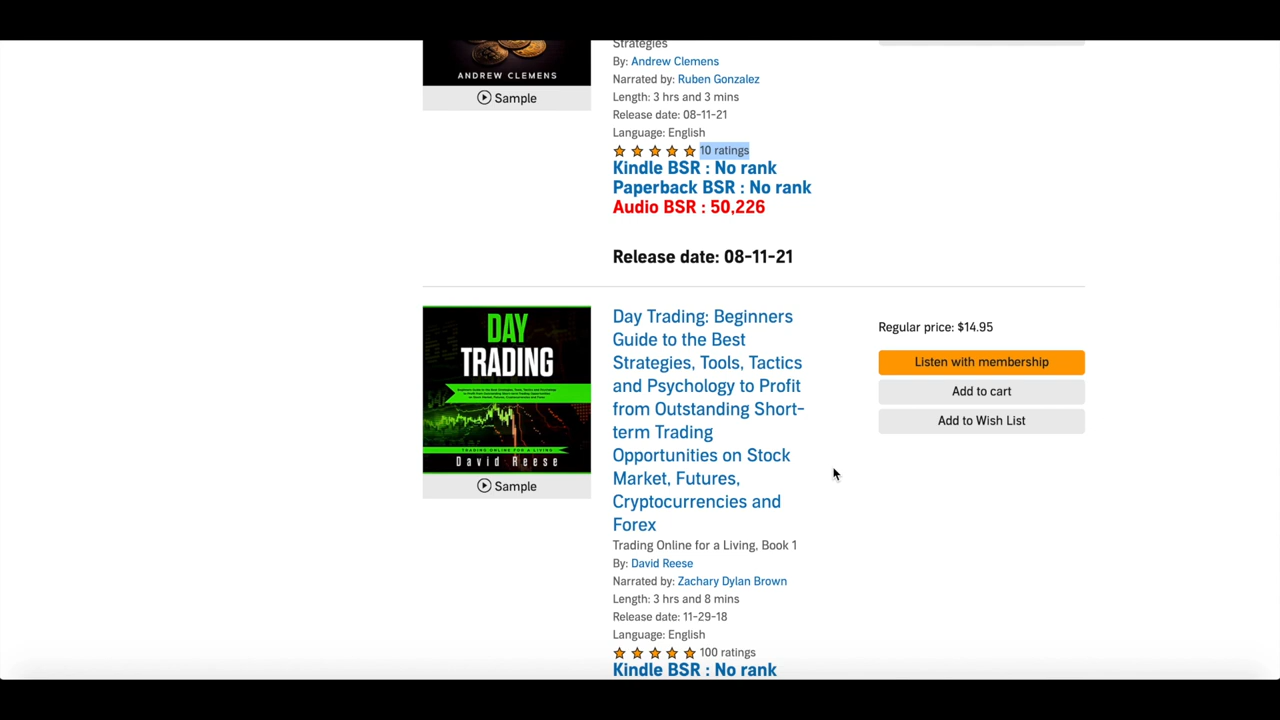 Strategies
ANDREW CLEMENS
By: Andrew Clemens
Narrated by: Ruben Gonzalez
Sample
Length: 3 hrs and 3 mins
Release date: 08-11-21
Language: English
10 ratings
Kindle BSR : No rank
Paperback BSR : No rank
Audio BSR : 50,226
Release date: 08-11-21
DAY
TRADING
TRADING ONLINE FOR A LIVING
David Reese
Sample
Day Trading: Beginners
Guide to the Best
Strategies, Tools, Tactics
and Psychology to Profit
from Outstanding Short-
term Trading
Opportunities on Stock
Market, Futures,
Cryptocurrencies and
Forex
Trading Online for a Living, Book 1
By: David Reese
Narrated by: Zachary Dylan Brown
Length: 3 hrs and 8 mins
Release date: 11-29-18
Language: English
100 ratings
Kindle BSR : No rank
Regular price: $14.95
Listen with membership
Add to cart
Add to Wish List